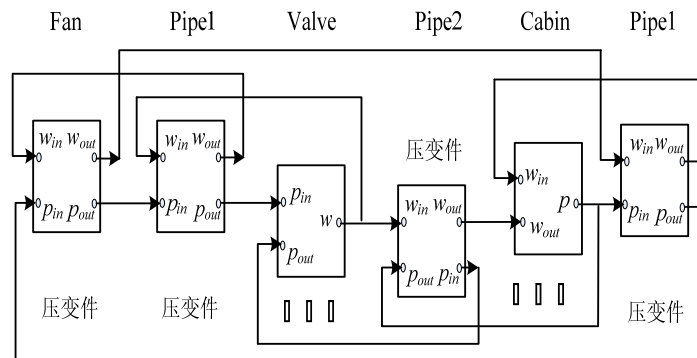 Fan Pipe1 Valve Pipe2 Cabin Pipe1
压变件
w_in w_out w_in w_out w_in w_out
w_in
p_in w_in w_out p
p_in p_out p_in p_out w w_out p_in p_out
p_out p_out p_in
压变件 压变件 压变件